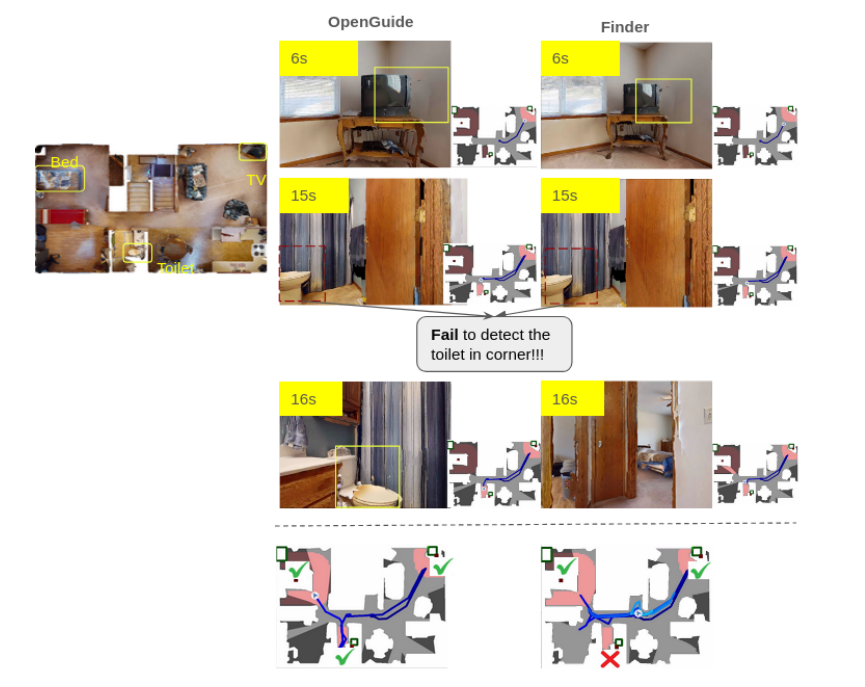 OpenGuide
Finder
6s
6s
Bed
TV
Toilet
15s
15s
Fail to detect the
toilet in corner!!!
16s
16s